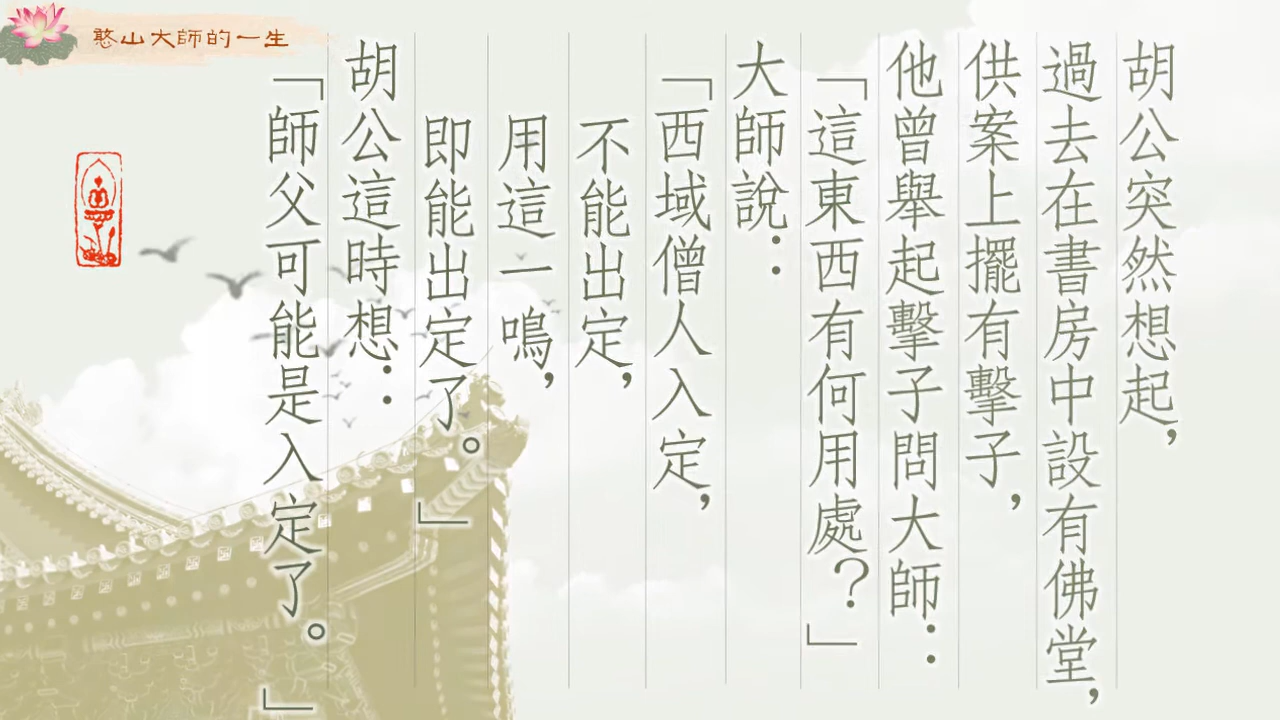 憨山大師的一生
胡公突然想起，
過去在書房中設有佛堂，
供案上擺有擊子，
他曾舉起擊子問大師：
「這東西有何用處？」
大師說：
「西域僧人入定，
不能出定，
用這一鳴，
即能出定了。」
胡公這時想：
「師父可能是入定了。」